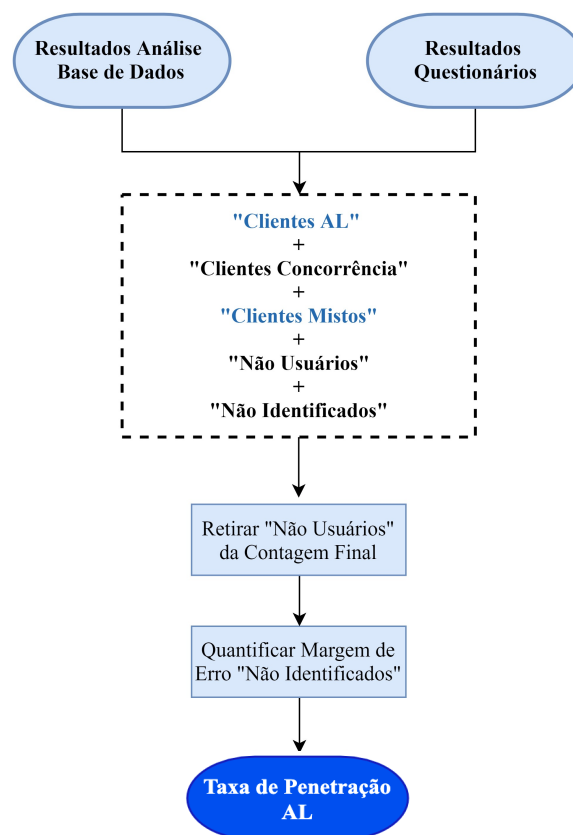 Resultados Análise
Base de Dados
Resultados
Questionários
"Clientes AL"
+
"Clientes Concorrência"
+
"Clientes Mistos"
+
"Não Usuários"
+
"Não Identificados"
Retirar "Não Usuários"
da Contagem Final
Quantificar Margem de
Erro "Não Identificados"
Taxa de Penetração
AL